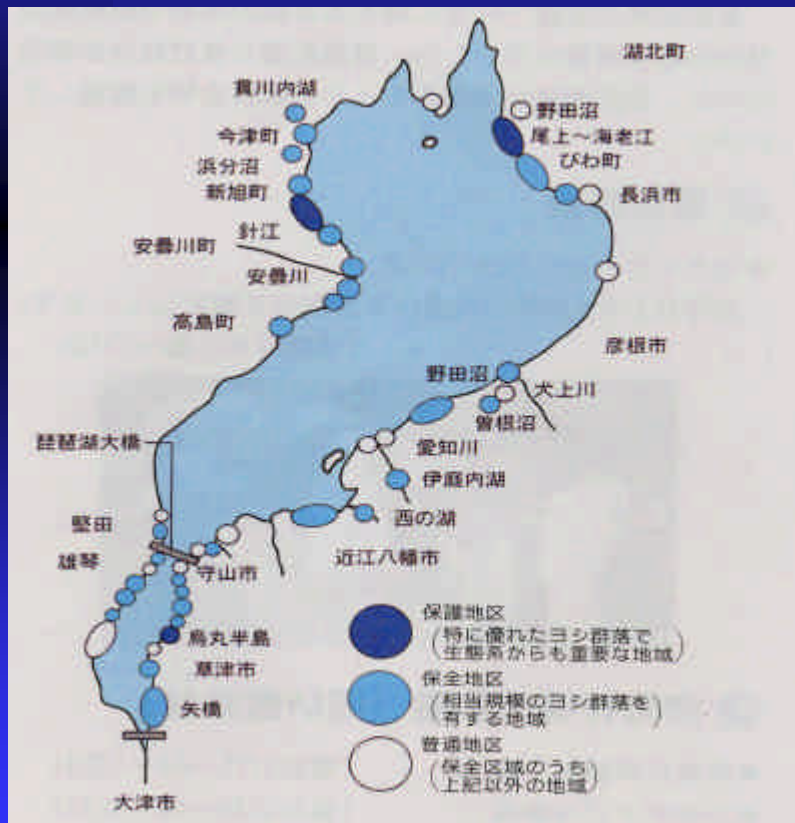 湖北町
貫川内湖
野田沼
今津町
尾上〜海老江
びわ町
浜分沼
新旭町
長浜市
針江
安曇川町
安曇川
高島町
彦根市
野田沼
犬上川
曽根沼
琵琶湖大橋
愛知川
伊庭内湖
堅田
西の湖
雄琴
守山市
近江八幡市
烏丸半島
草津市
矢橋
大津市
保護地区
(特に優れたヨシ群落で
生態系からも重要な地域)
保全地区
(相当規模のヨシ群落を
有する地域)
普通地区
(保全区域のうち
上記以外の地域)